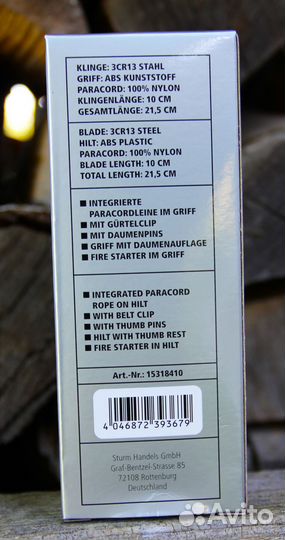 KLINGE: 3CR13 STAHL
GRIFF: ABS KUNSTSTOFF
PARACORD: 100% NYLON
KLINGENLÄNGE: 10 CM
GESAMTLÄNGE: 21,5 CM
BLADE: 3CR13 STEEL
HILT: ABS PLASTIC
PARACORD: 100% NYLON
BLADE LENGTH: 10 CM
TOTAL LENGTH: 21,5 CM
■ INTEGRIERTE
PARACORDLEINE IM GRIFF
■ MIT GÜRTELCLIP
■ MIT DAUMENPINS
■ GRIFF MIT DAUMENAUFLAGE
■ FIRE STARTER IM GRIFF
■ INTEGRATED PARACORD
ROPE ON HILT
■ WITH BELT CLIP
■ WITH THUMB PINS
■ HILT WITH THUMB REST
■ FIRE STARTER IN HILT
Art.-Nr.: 15318410
4 046872 393679
Sturm Handels GmbH
Graf-Bentzel-Strasse 85
72108 Rottenburg
Deutschland
Avito